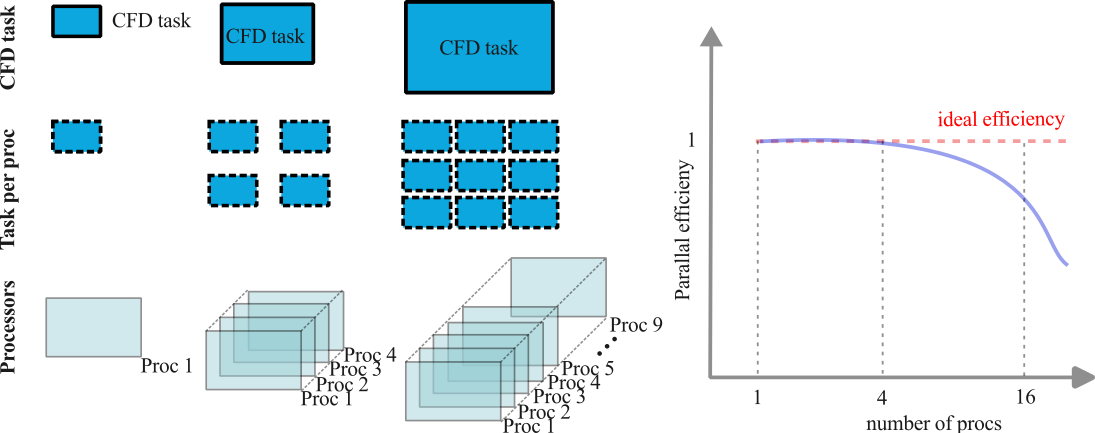 CFD task
CFD task
CFD task
CFD task
Task per proc
Processors
Proc 1
Proc 4
Proc 3
Proc 2
Proc 1
Proc 9
Proc 5
Proc 4
Proc 3
Proc 2
Proc 1
Parallal efficieny
1
ideal efficiency
1
4
16
number of procs